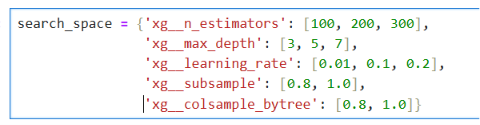 search_space = {'xg__n_estimators': [100, 200, 300],
'xg__max_depth': [3, 5, 7],
'xg__learning_rate': [0.01, 0.1, 0.2],
'xg__subsample': [0.8, 1.0],
'xg__colsample_bytree': [0.8, 1.0]}